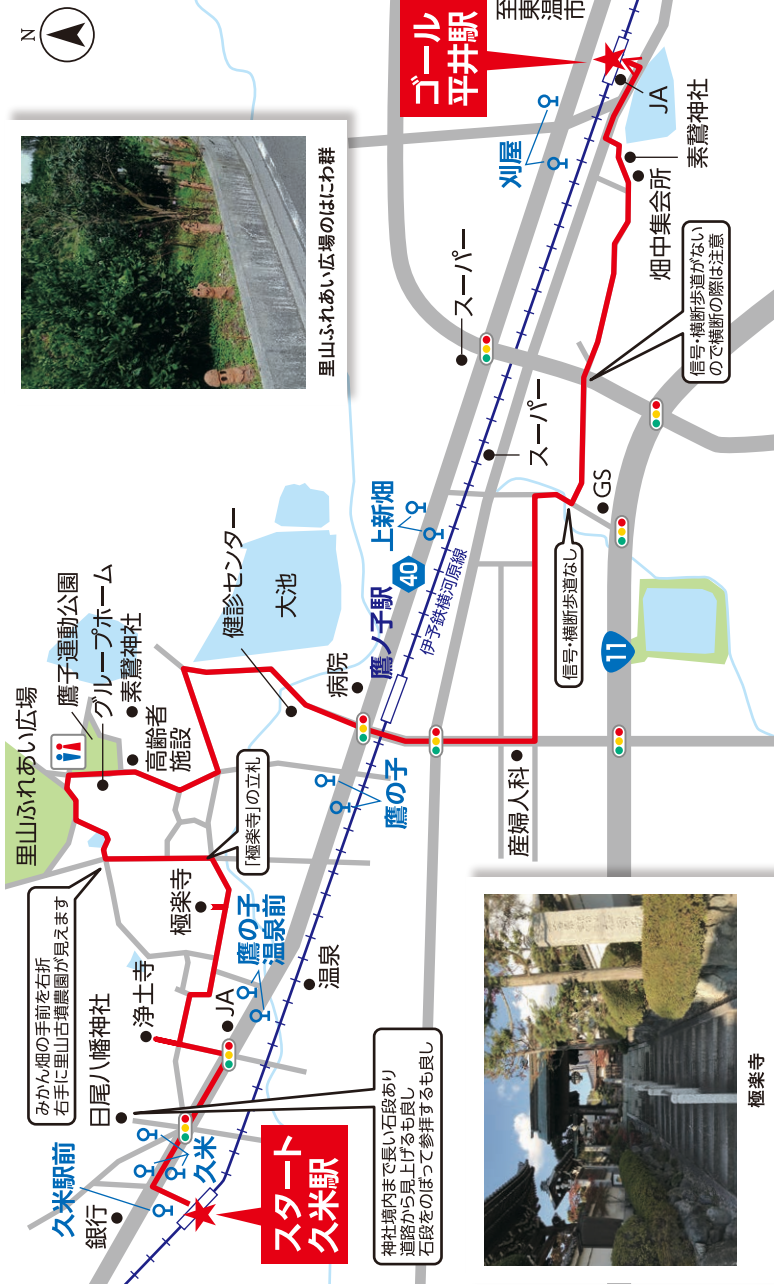 N
里山ふれあい広場のはにわ群
至東温市
ゴール
平井駅
JA
素鵞神社
畑中集会所
刈屋
スーパー
信号・横断歩道がない
ので横断の際は注意
スーパー
GS
信号・横断歩道なし
上新畑
40
伊予鉄横河原線
鷹ノ子駅
11
大池
健診センター
病院
産婦人科
鷹の子
里山ふれあい広場
鷹子運動公園
グループホーム
素鵞神社
高齢者
施設
「極楽寺」の立札
極楽寺
みかん畑の手前を右折
右手に里山古墳農園が見えます
鷹の子
温泉前
温泉
浄土寺
JA
日尾八幡神社
神社境内まで長い石段あり
道路から見上げるも良し
石段をのぼって参拝するも良し
久米
久米駅前
銀行
スタート
久米駅
極楽寺